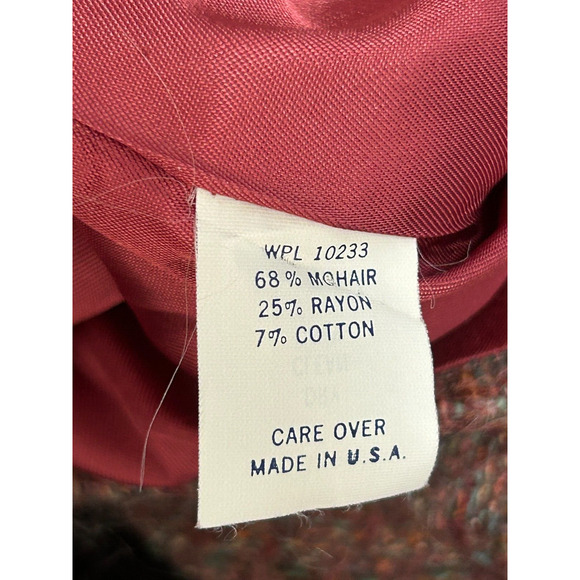 WPL 10233
68% MOHAIR
25% RAYON
7% COTTON
CARE OVER
MADE IN U.S.A.